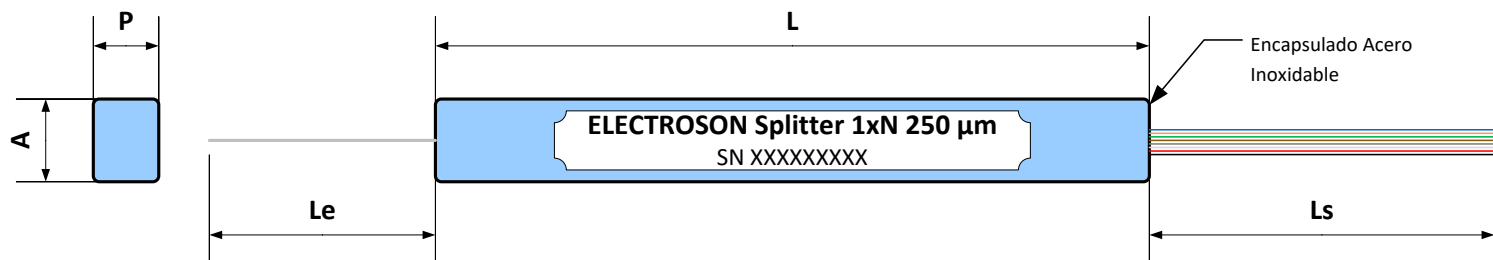 P
L
Encapsulado Acero
Inoxidable
A
ELECTROSON Splitter 1xN 250 µm
SN XXXXXXXXX
Le
Ls